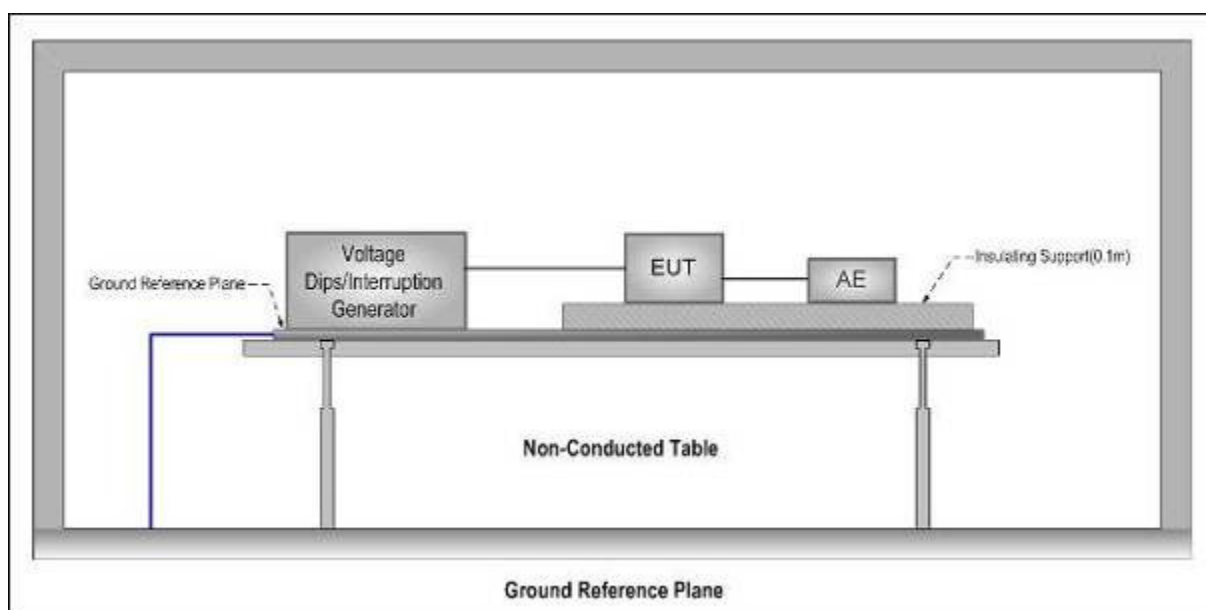 Voltage
Dips/Interruption
Generator
EUT
AE
Insulating Support(0.1m)
Ground Reference Plane
Non-Conducted Table
Ground Reference Plane